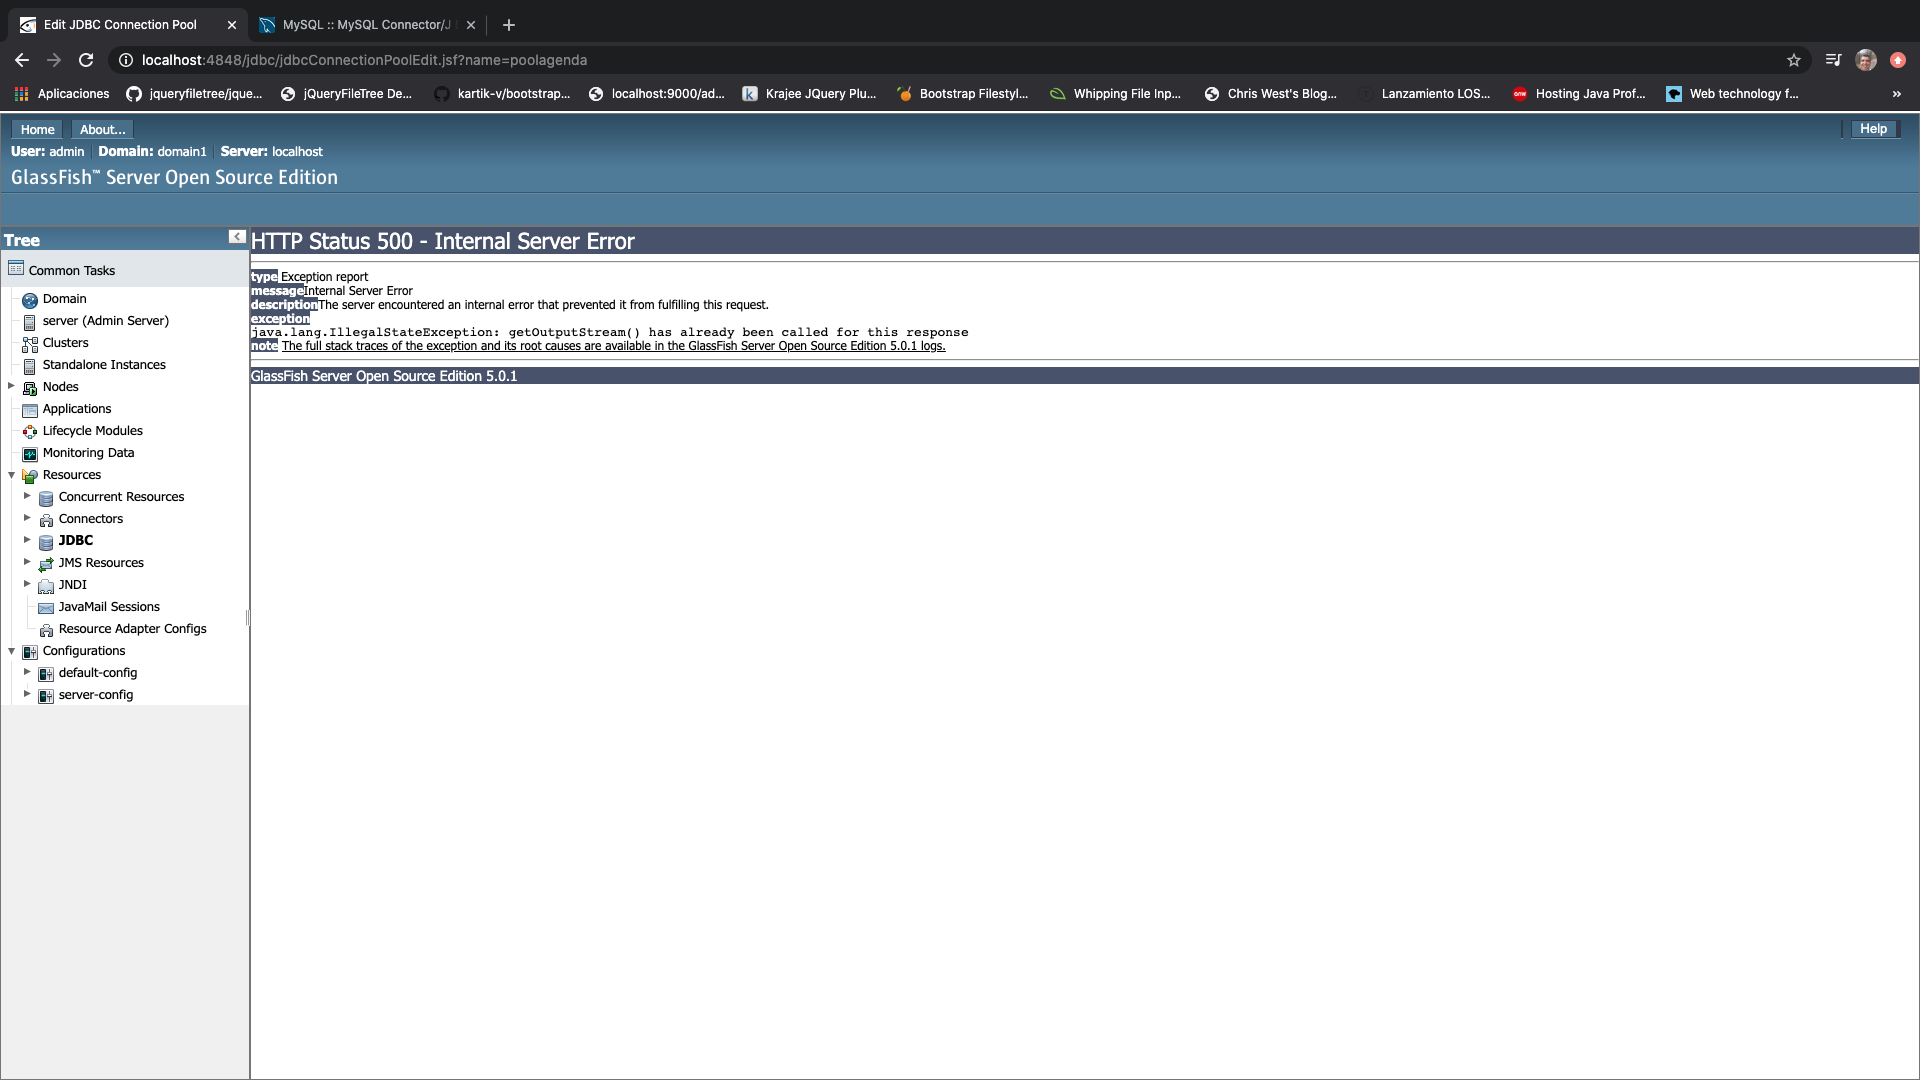 Edit JDBC Connection Pool
MySQL :: MySQL Connector/J
localhost:4848/jdbc/jdbcConnectionPoolEdit.jsf?name=poolagenda
Aplicaciones jqueryfiletree/jque... jQueryFileTree De... kartik-v/bootstrap... localhost:9000/ad... Krajee JQuery Plu... Bootstrap Filestyl... Whipping File Inp... Chris West's Blog... Lanzamiento LOS... Hosting Java Prof... Web technology f... »
Home About... Help
User: admin Domain: domain1 Server: localhost
GlassFish™ Server Open Source Edition
Tree
Common Tasks
Domain
server (Admin Server)
Clusters
Standalone Instances
Nodes
Applications
Lifecycle Modules
Monitoring Data
Resources
Concurrent Resources
Connectors
JDBC
JMS Resources
JNDI
JavaMail Sessions
Resource Adapter Configs
Configurations
default-config
server-config
HTTP Status 500 - Internal Server Error
type Exception report
message Internal Server Error
description The server encountered an internal error that prevented it from fulfilling this request.
exception
java.lang.IllegalStateException: getOutputStream() has already been called for this response
note The full stack traces of the exception and its root causes are available in the GlassFish Server Open Source Edition 5.0.1 logs.
GlassFish Server Open Source Edition 5.0.1